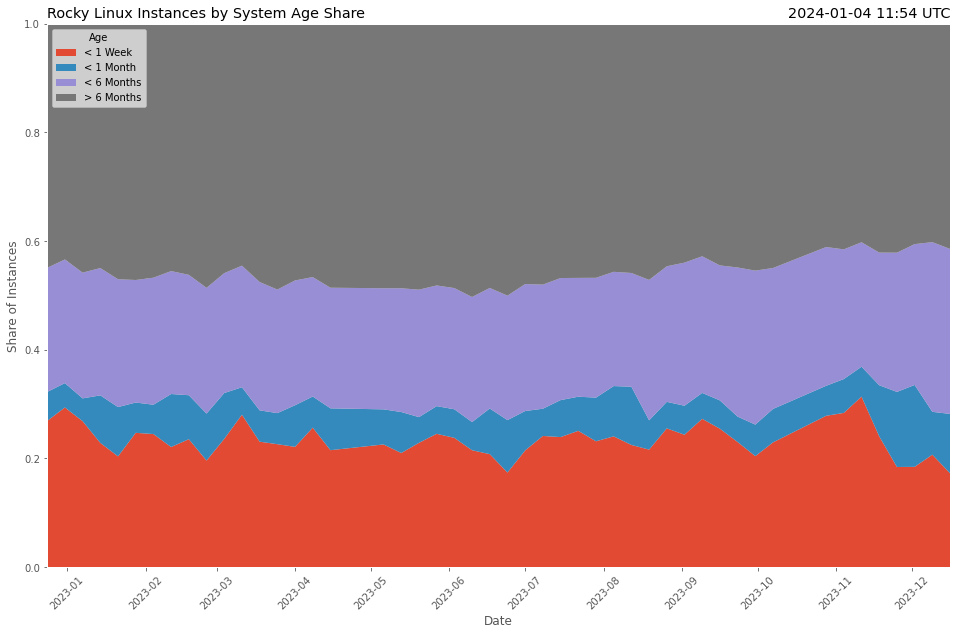 Rocky Linux Instances by System Age Share 2024-01-04 11:54 UTC
1.0
Age
< 1 Week
< 1 Month
< 6 Months
> 6 Months
0.8
0.6
Share of Instances
0.4
0.2
0.0
2023-01 2023-02 2023-03 2023-04 2023-05 2023-06 2023-07 2023-08 2023-09 2023-10 2023-11 2023-12
Date